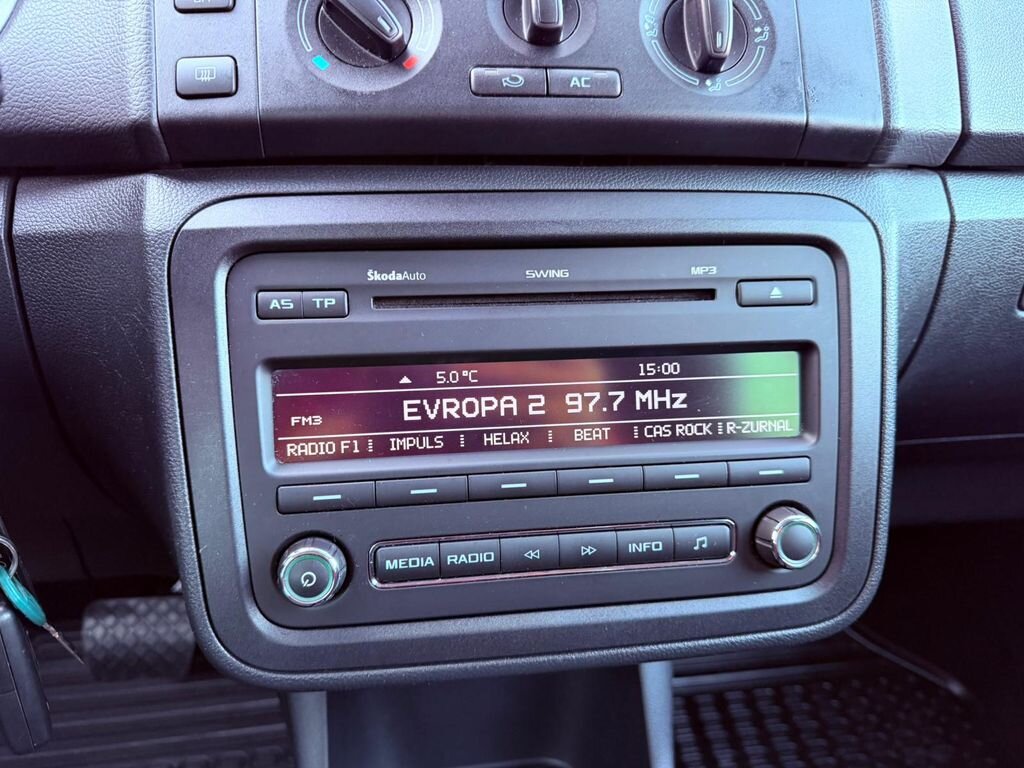 AC
ŠkodaAuto SWING MP3
AS TP
5.0 °C 15:00
FM3 EVROPA 2 97.7 MHz
RADIO F1 IMPULS HELAX BEAT CAS ROCK R-ZURNAL
MEDIA RADIO INFO